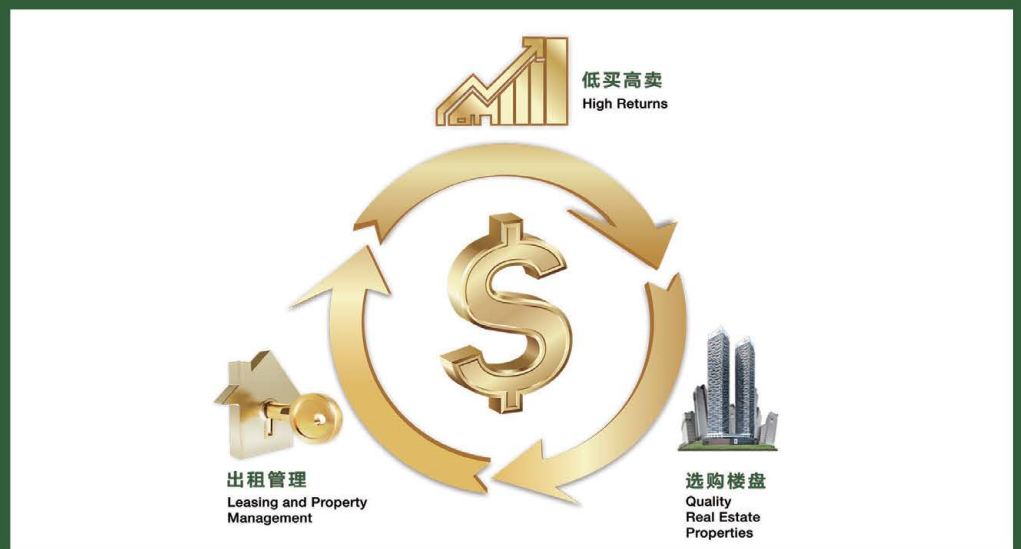 低买高卖
High Returns
出租管理
Leasing and Property
Management
选购楼盘
Quality
Real Estate
Properties